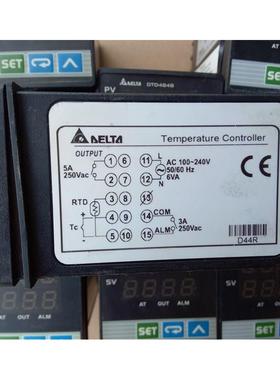 SET
PV
DTD4848
SET
DELTA
Temperature Controller
OUTPUT
5A
250Vac
1 6
2 7
3 8
4 9
5 10
RTD
Tc
+
-
11 L
12 N
13
14 COM
15 ALM
AC 100~240V
50/60 Hz
6VA
3A
250Vac
CE
D44R
SV
AT OUT ALM
SET
SV
AT OUT ALM
SET